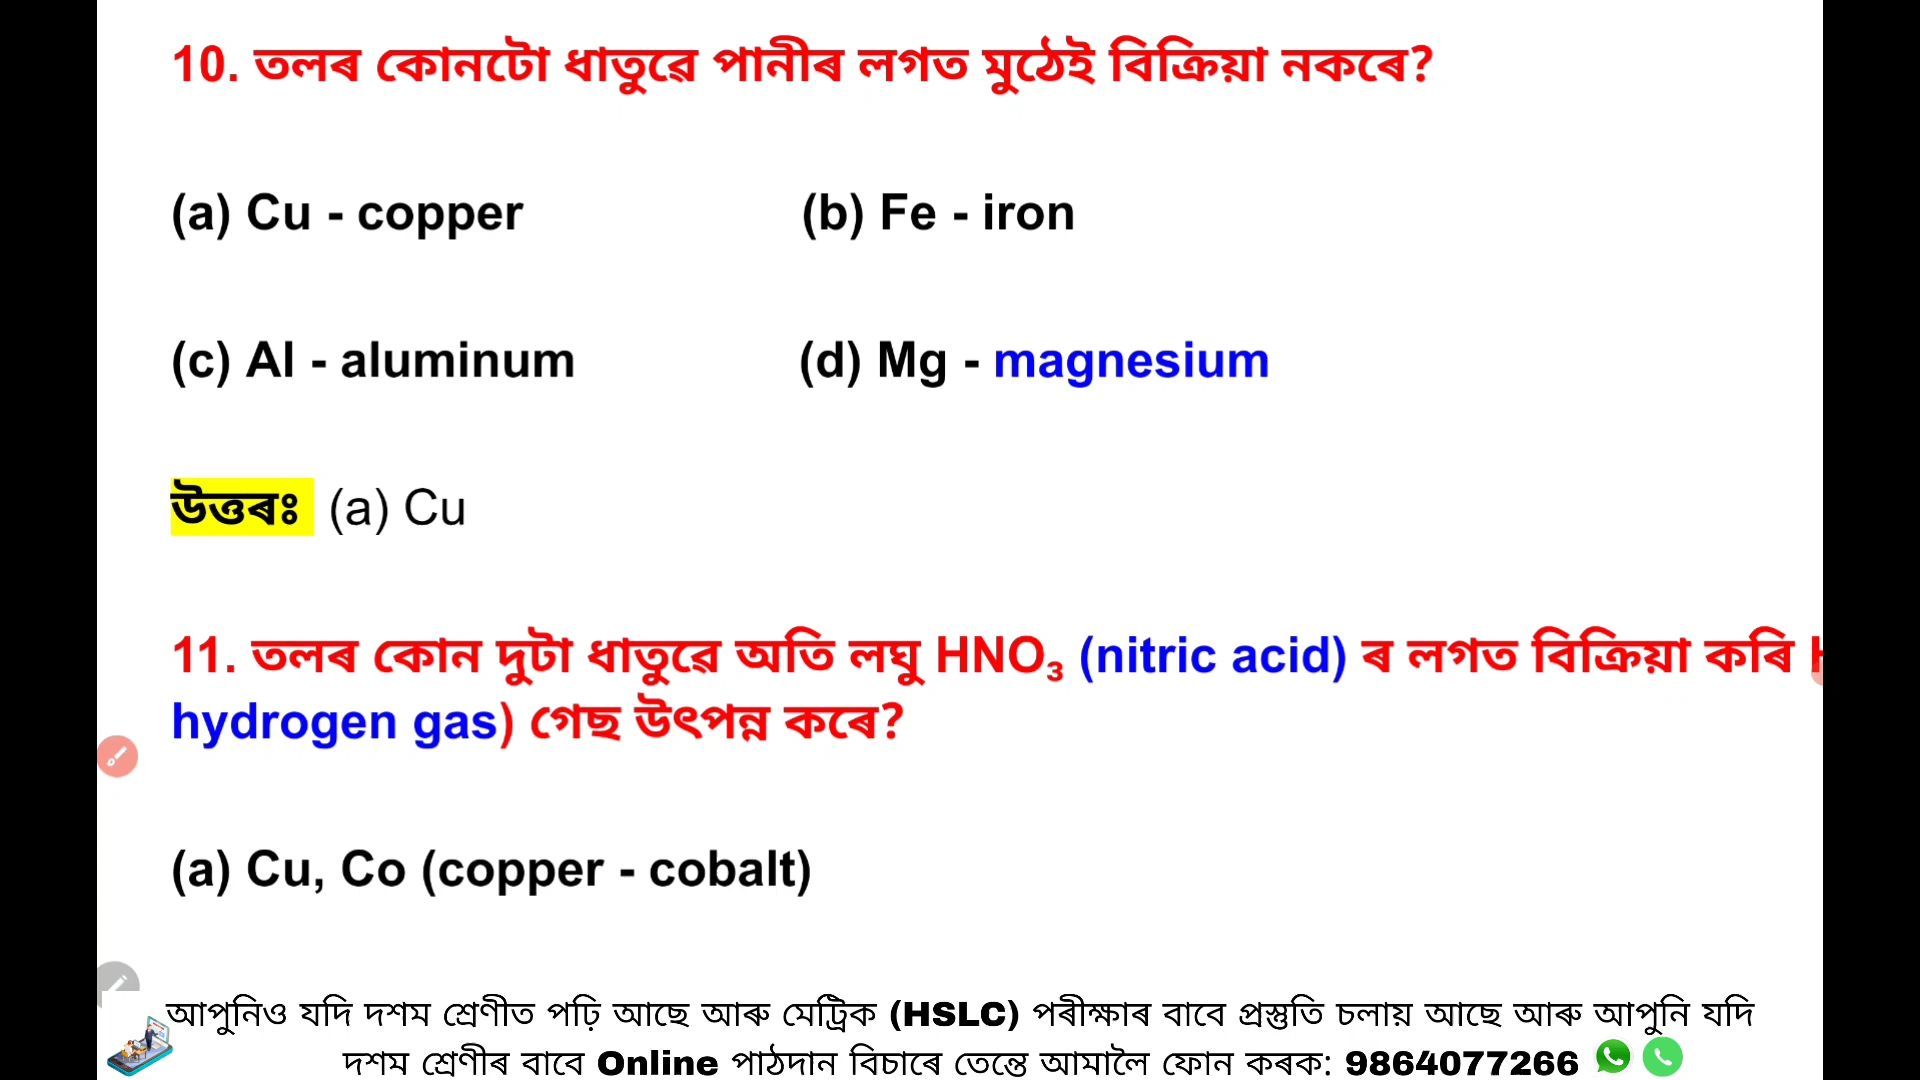 10. তলৰ কোনটো ধাতুৱে পানীৰ লগত মুঠেই বিক্ৰিয়া নকৰে?
(a) Cu - copper (b) Fe - iron
(c) Al - aluminum (d) Mg - magnesium
উত্তৰঃ (a) Cu
11. তলৰ কোন দুটা ধাতুৱে অতি লঘু HNO₃ (nitric acid) ৰ লগত বিক্ৰিয়া কৰি
hydrogen gas) গেছ উৎপন্ন কৰে?
(a) Cu, Co (copper - cobalt)
আপুনিও যদি দশম শ্ৰেণীত পঢ়ি আছে আৰু মেট্ৰিক (HSLC) পৰীক্ষাৰ বাবে প্ৰস্তুতি চলায় আছে আৰু আপুনি যদি
দশম শ্ৰেণীৰ বাবে Online পাঠদান বিচাৰে তেন্তে আমালৈ ফোন কৰক: 9864077266